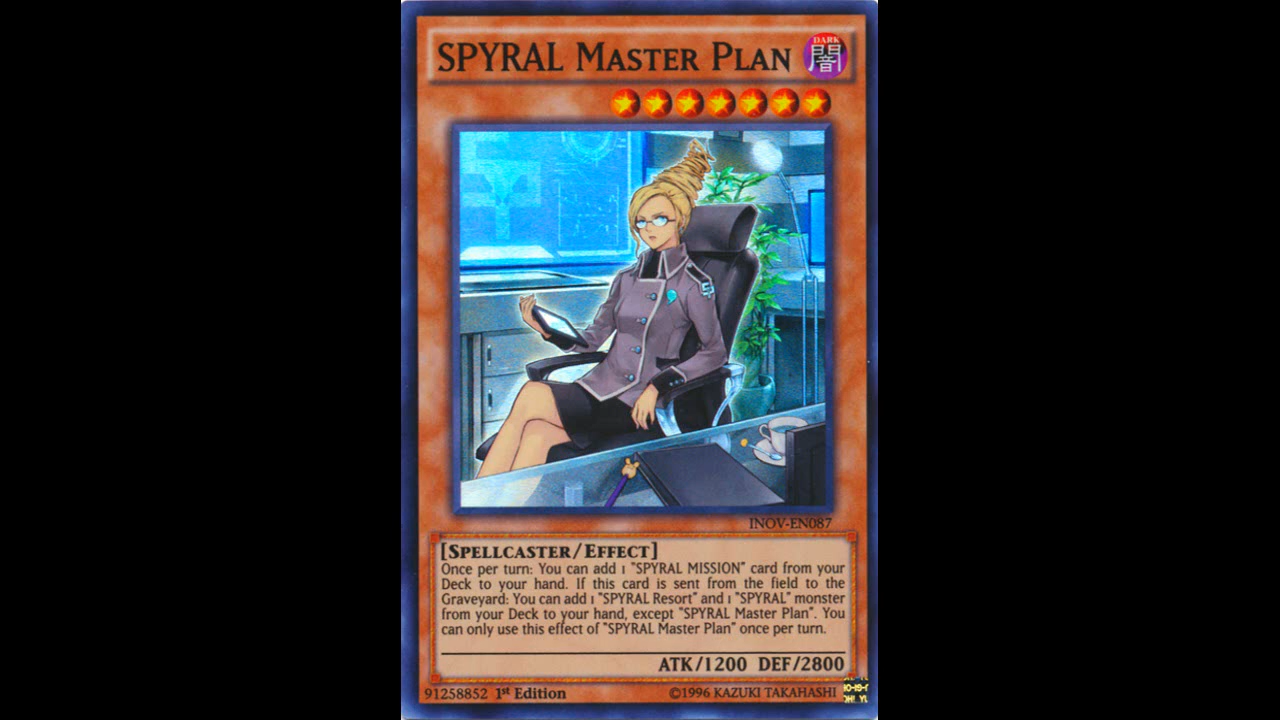 SPYRAL MASTER PLAN
DARK
闇
INOV-EN087
[SPELLCASTER/EFFECT]
Once per turn: You can add 1 "SPYRAL MISSION" card from your
Deck to your hand. If this card is sent from the field to the
Graveyard: You can add 1 "SPYRAL Resort" and 1 "SPYRAL" monster
from your Deck to your hand, except "SPYRAL Master Plan". You
can only use this effect of "SPYRAL Master Plan" once per turn.
ATK/1200 DEF/2800
91258852 1st Edition ©1996 KAZUKI TAKAHASHI